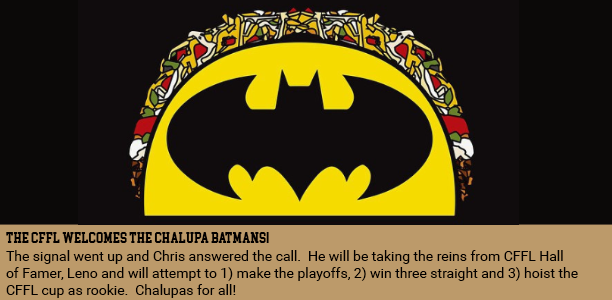 THE CFFL WELCOMES THE CHALUPA BATMANS!
The signal went up and Chris answered the call.  He will be taking the reins from CFFL Hall
of Famer, Leno and will attempt to 1) make the playoffs, 2) win three straight and 3) hoist the
CFFL cup as rookie.  Chalupas for all!